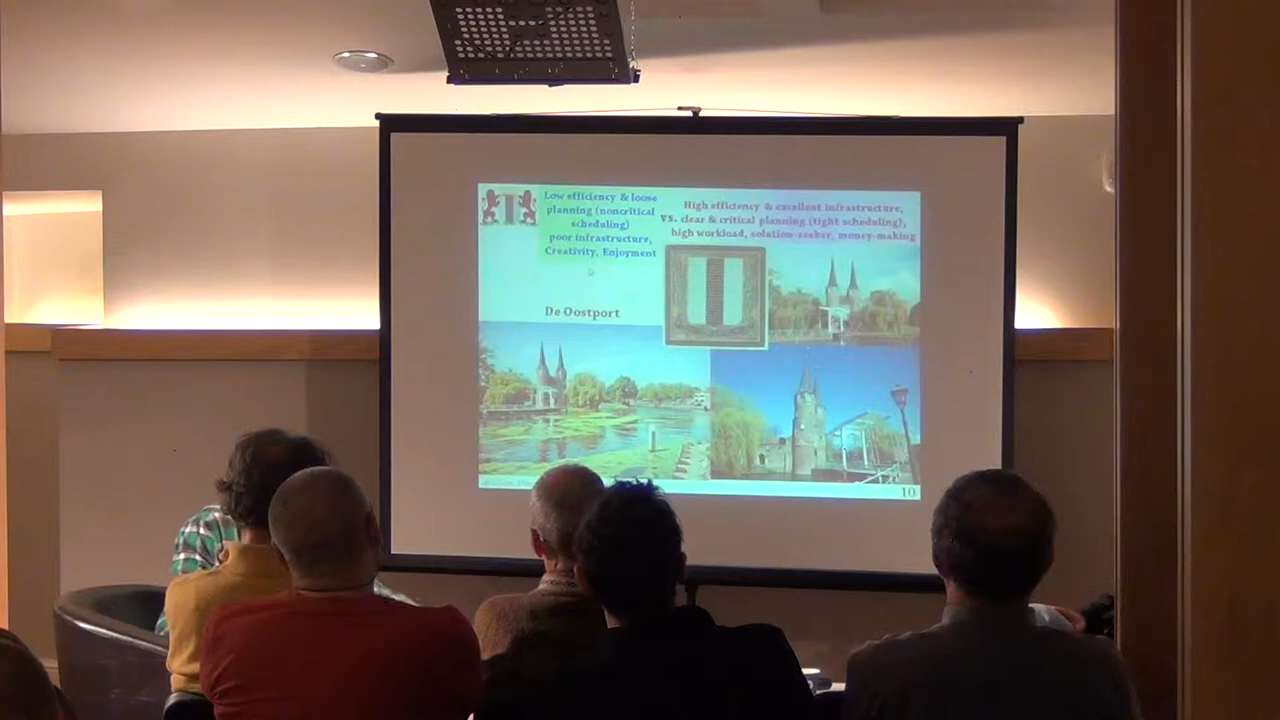 Low efficiency & loose
planning (noncritical
scheduling)
poor infrastructure,
Creativity, Enjoyment
vs.
High efficiency & excellent infrastructure,
clear & critical planning (tight scheduling),
high workload, solation-seeker, money-making
De Oostport
10